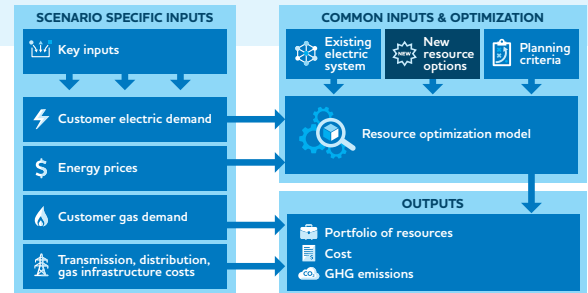 SCENARIO SPECIFIC INPUTS
Key inputs
Customer electric demand
$ Energy prices
Customer gas demand
Transmission, distribution,
gas infrastructure costs
COMMON INPUTS & OPTIMIZATION
Existing
electric
system
NEW
New
resource
options
Planning
criteria
Resource optimization model
OUTPUTS
Portfolio of resources
Cost
CO₂ GHG emissions